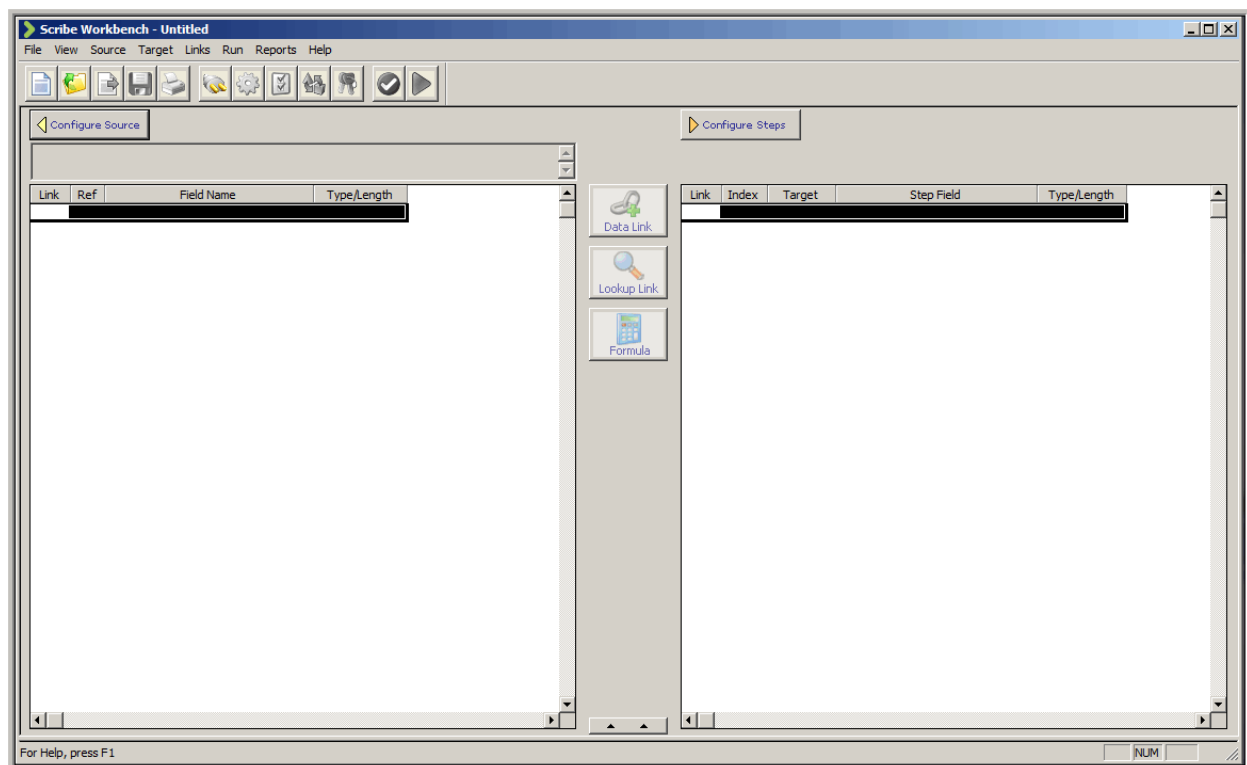 Scribe Workbench - Untitled
File View Source Target Links Run Reports Help
Configure Source
Configure Steps
Link Ref Field Name Type/Length
Link Index Target Step Field Type/Length
Data Link
Lookup Link
Formula
For Help, press F1
NUM